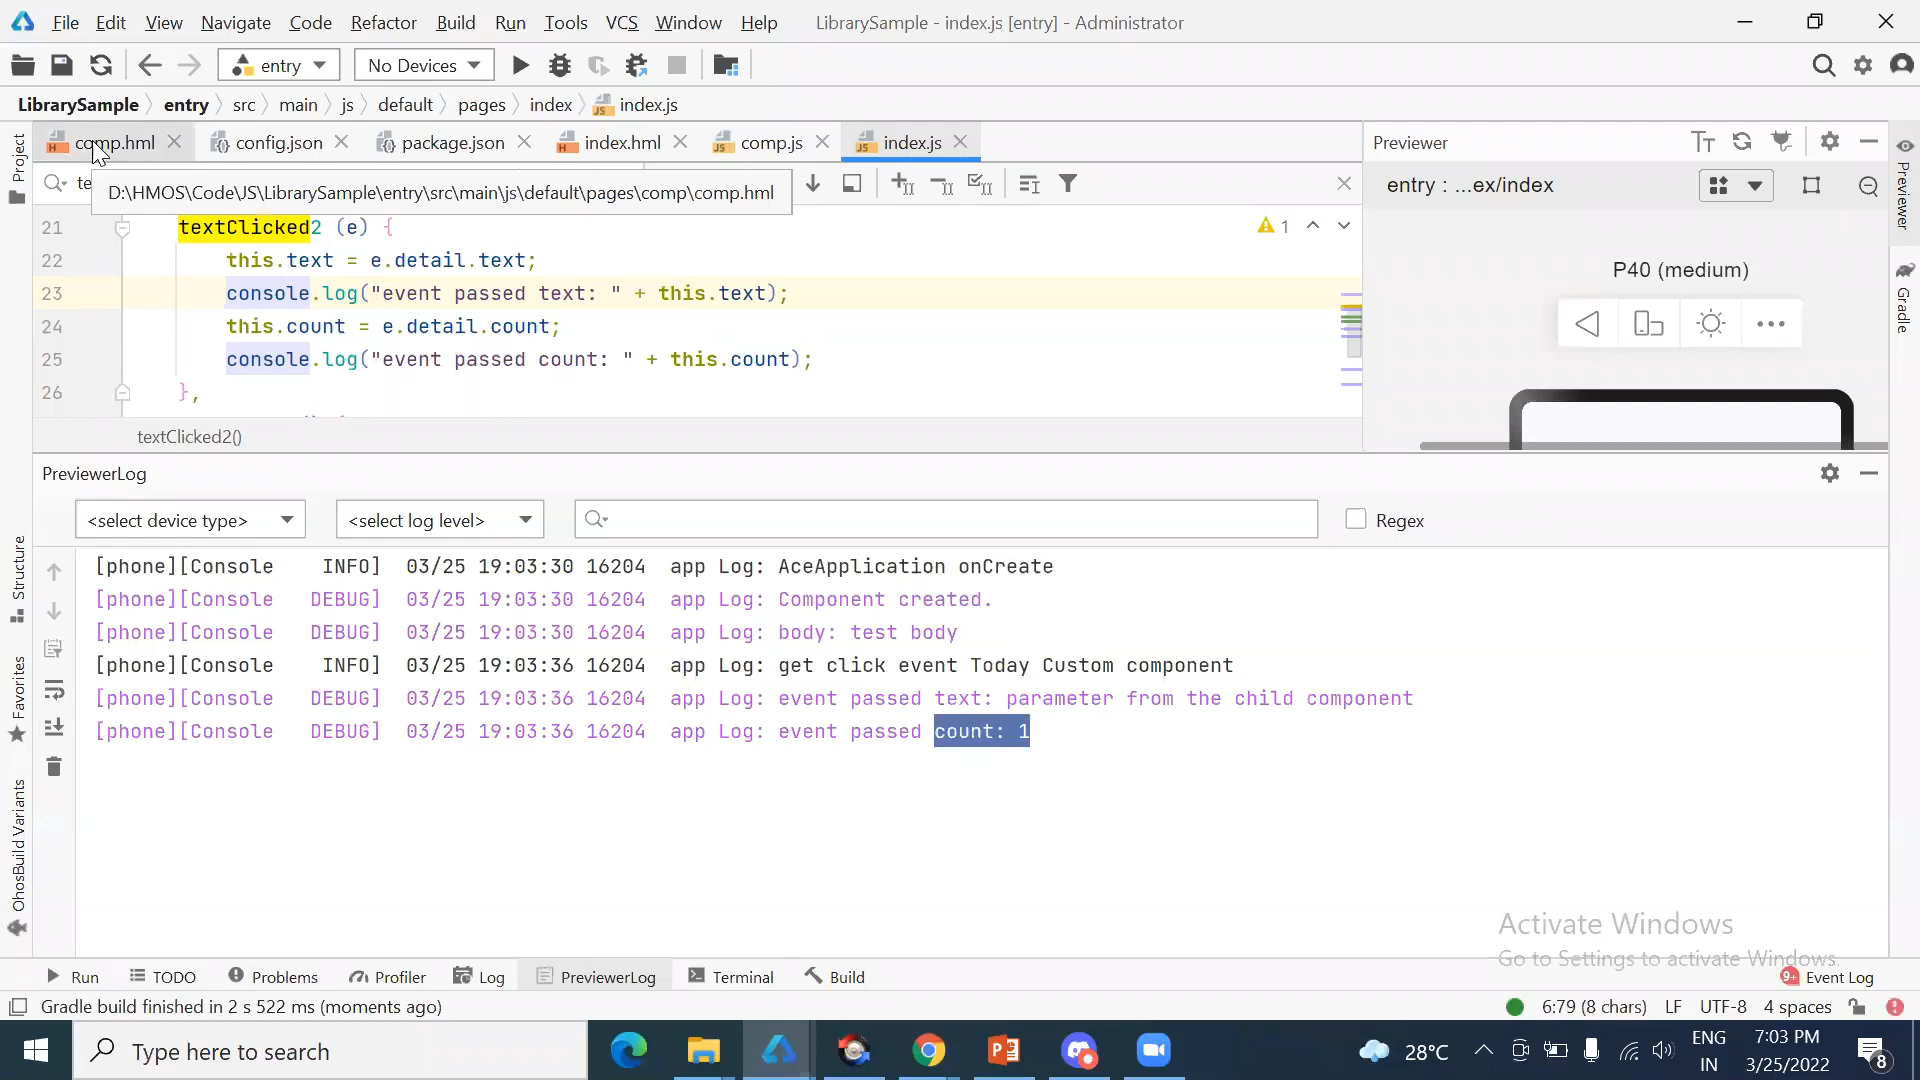 File Edit View Navigate Code Refactor Build Run Tools VCS Window Help LibrarySample - index.js [entry] - Administrator
entry No Devices
LibrarySample entry src main js default pages index index.js
comp.hml config.json package.json index.hml comp.js index.js
Previewer
te
D:\HMOS\Code\JS\LibrarySample\entry\src\main\js\default\pages\comp\comp.hml
entry : ...ex/index
21 textClicked2 (e) {
1
22 this.text = e.detail.text;
23 console.log("event passed text: " + this.text);
24 this.count = e.detail.count;
25 console.log("event passed count: " + this.count);
26 },
textClicked2()
P40 (medium)
PreviewerLog
<select device type> <select log level> Regex
[phone][Console INFO] 03/25 19:03:30 16204 app Log: AceApplication onCreate
[phone][Console DEBUG] 03/25 19:03:30 16204 app Log: Component created.
[phone][Console DEBUG] 03/25 19:03:30 16204 app Log: body: test body
[phone][Console INFO] 03/25 19:03:36 16204 app Log: get click event Today Custom component
[phone][Console DEBUG] 03/25 19:03:36 16204 app Log: event passed text: parameter from the child component
[phone][Console DEBUG] 03/25 19:03:36 16204 app Log: event passed count: 1
Project
Structure
Favorites
OhosBuild Variants
Previewer
Gradle
Activate Windows
Go to Settings to activate Windows.
Run TODO Problems Profiler Log PreviewerLog Terminal Build 9+ Event Log
Gradle build finished in 2 s 522 ms (moments ago) 6:79 (8 chars) LF UTF-8 4 spaces
Type here to search
28°C
ENG
IN
7:03 PM
3/25/2022
8